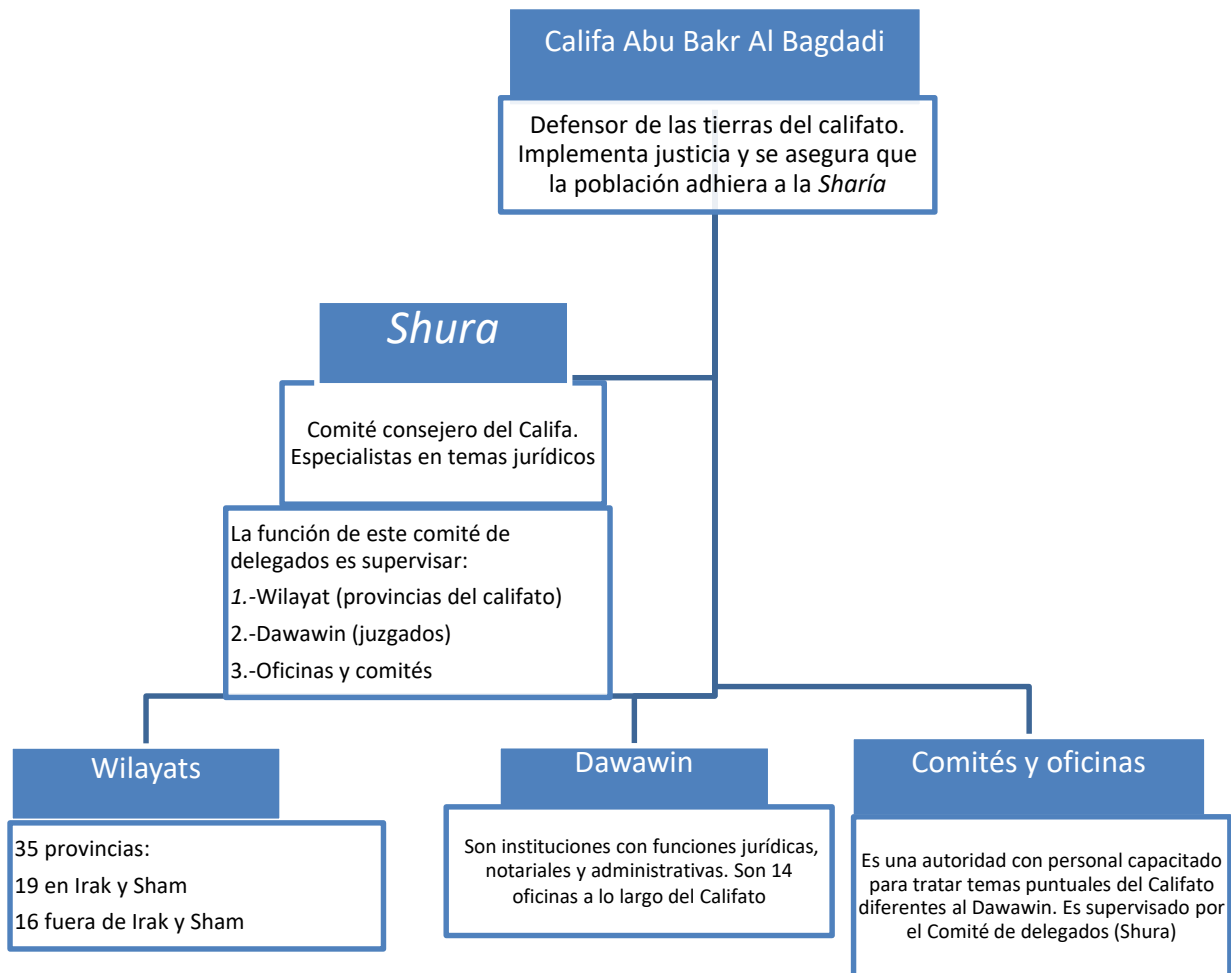 Califa Abu Bakr Al Bagdadi
Defensor de las tierras del califato.
Implementa justicia y se asegura que
la población adhiera a la Sharía
Shura
Comité consejero del Califa.
Especialistas en temas jurídicos
La función de este comité de
delegados es supervisar:
1.-Wilayat (provincias del califato)
2.-Dawawin (juzgados)
3.-Oficinas y comités
Wilayats
35 provincias:
19 en Irak y Sham
16 fuera de Irak y Sham
Dawawin
Son instituciones con funciones jurídicas,
notariales y administrativas. Son 14
oficinas a lo largo del Califato
Comités y oficinas
Es una autoridad con personal capacitado
para tratar temas puntuales del Califato
diferentes al Dawawin. Es supervisado por
el Comité de delegados (Shura)